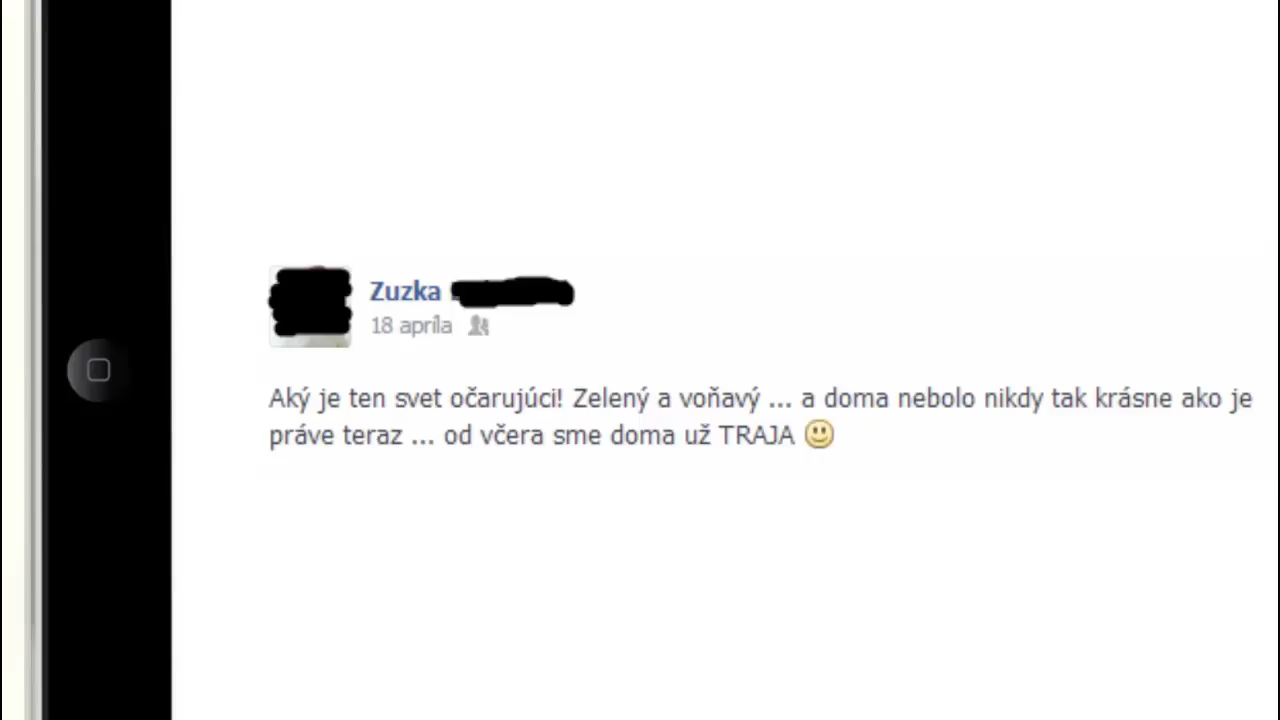 Zuzka
18 apríla
Aký je ten svet očarujúci! Zelený a voňavý ... a doma nebolo nikdy tak krásne ako je
práve teraz ... od včera sme doma už TRAJA